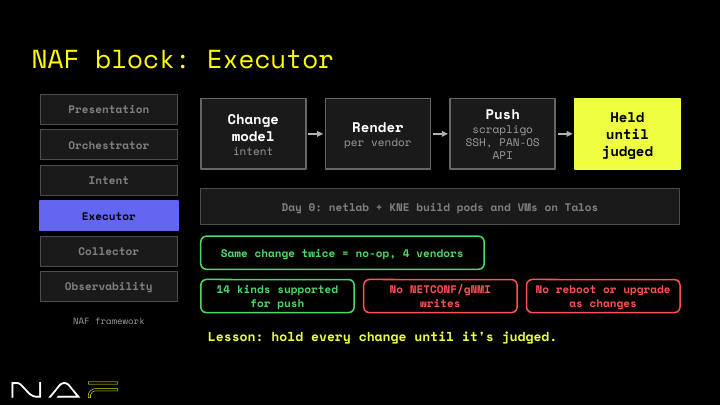 NAF block: Executor
Presentation
Orchestrator
Intent
Executor
Collector
Observability
NAF framework
Change
model
intent
Render
per vendor
Push
scrapligo
SSH, PAN-OS
API
Held
until
judged
Day 0: netlab + KNE build pods and VMs on Talos
Same change twice = no-op, 4 vendors
14 kinds supported
for push
No NETCONF/gNMI
writes
No reboot or upgrade
as changes
Lesson: hold every change until it's judged.
NAF